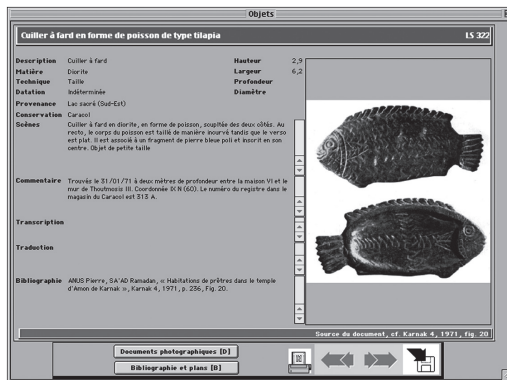 Objets
Cuiller à fard en forme de poisson de type tilapia LS 322
Description Cuiller à fard Hauteur 2,9
Matière Diorite Largeur 6,2
Technique Taille Profondeur
Datation Indéterminée Diamètre
Provenance Lac sacré (Sud-Est)
Conservation Caracol
Scènes Cuiller à fard en diorite, en forme de poisson, sculptée des deux côtés. Au
recto, le corps du poisson est taillé de manière incurvé tandis que le verso
est plat. Il est associé à un fragment de pierre bleue poli et inscrit en son
centre. Objet de petite taille
Commentaire Trouvés le 31/01/71 à deux mètres de profondeur entre la maison VI et le
mur de Thoutmosis III. Coordonnée IX N (60). Le numéro du registre dans le
magasin du Caracol est 313 A.
Transcription
Traduction
Bibliographie ANUS Pierre, SA'AD Ramadan, « Habitations de prêtres dans le temple
d'Amon de Karnak », Karnak 4, 1971, p. 236, Fig. 20.
Source du document, cf. Karnak 4, 1971, fig. 20
Documents photographiques [D]
Bibliographie et plans [B]